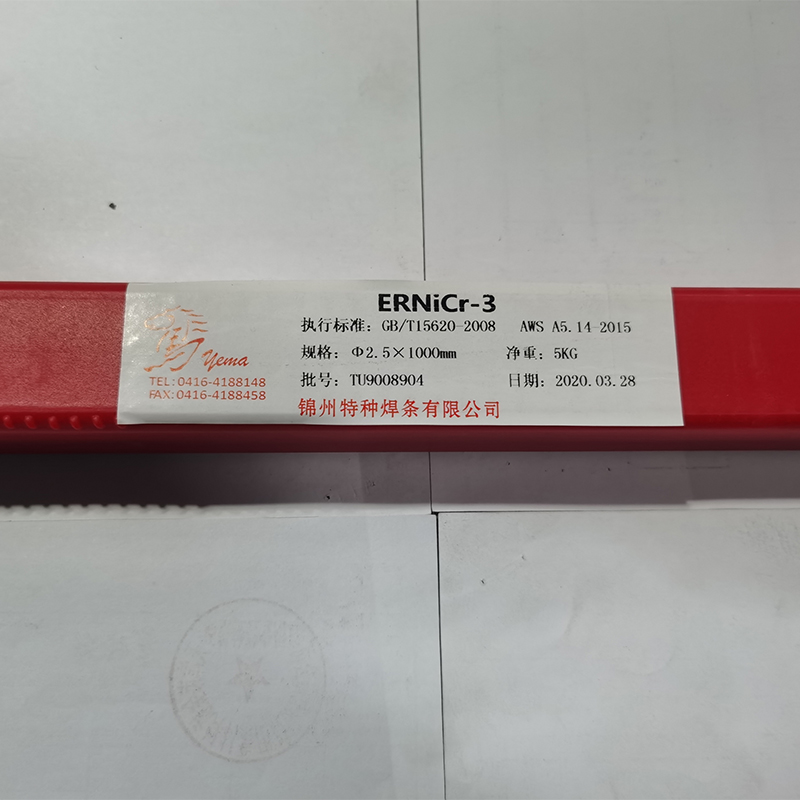 ERNiCr-3
执行标准: GB/T15620-2008 AWS A5.14-2015
规格: Φ2.5×1000mm 净重: 5KG
批号: TU9008904 日期: 2020.03.28
锦州特种焊条有限公司
Yema
TEL:0416-4188148
FAX:0416-4188458